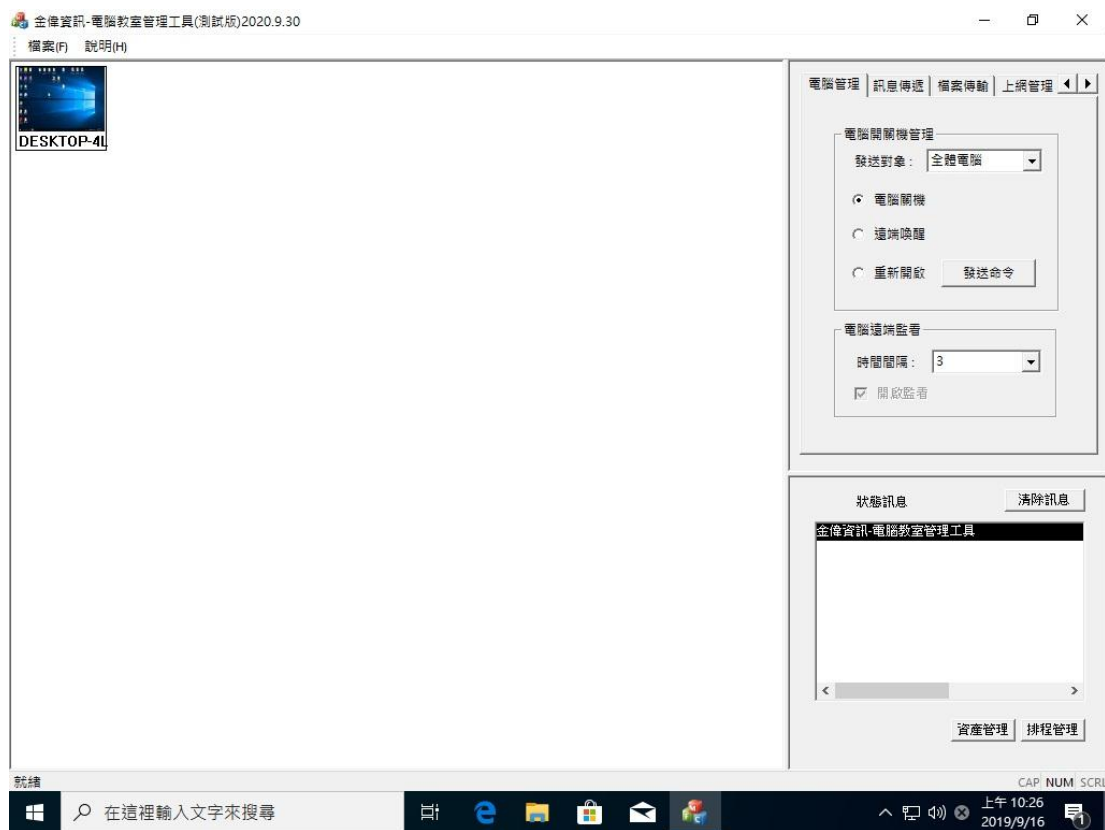 金偉資訊-電腦教室管理工具(測試版)2020.9.30
檔案(F) 說明(H)
DESKTOP-4L
電腦管理 訊息傳遞 檔案傳輸 上網管理
電腦開關機管理
發送對象： 全體電腦
電腦關機
遠端喚醒
重新開啟 發送命令
電腦遠端監看
時間間隔： 3
開啟監看
狀態訊息 清除訊息
金偉資訊-電腦教室管理工具
資產管理 排程管理
就緒 CAP NUM SCRL
在這裡輸入文字來搜尋
上午 10:26
2019/9/16
1